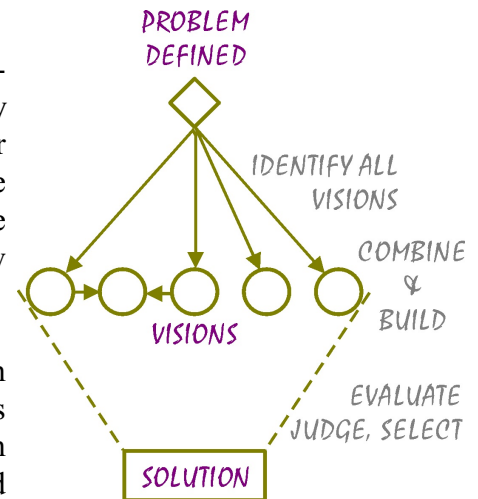 PROBLEM
DEFINED
IDENTIFY ALL
VISIONS
COMBINE
&
BUILD
VISIONS
EVALUATE
JUDGE, SELECT
SOLUTION